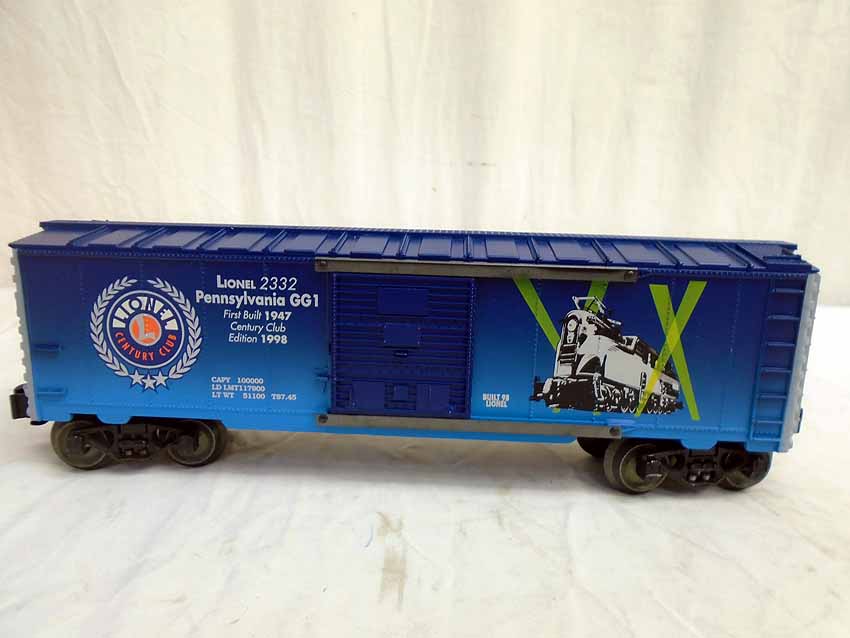 LIONEL
L
CENTURY CLUB
LIONEL 2332
Pennsylvania GG1
First Built 1947
Century Club
Edition 1998
CAPY 100000
LD LMT117900
LT WT 51100 TS7.45
BUILT 98
LIONEL